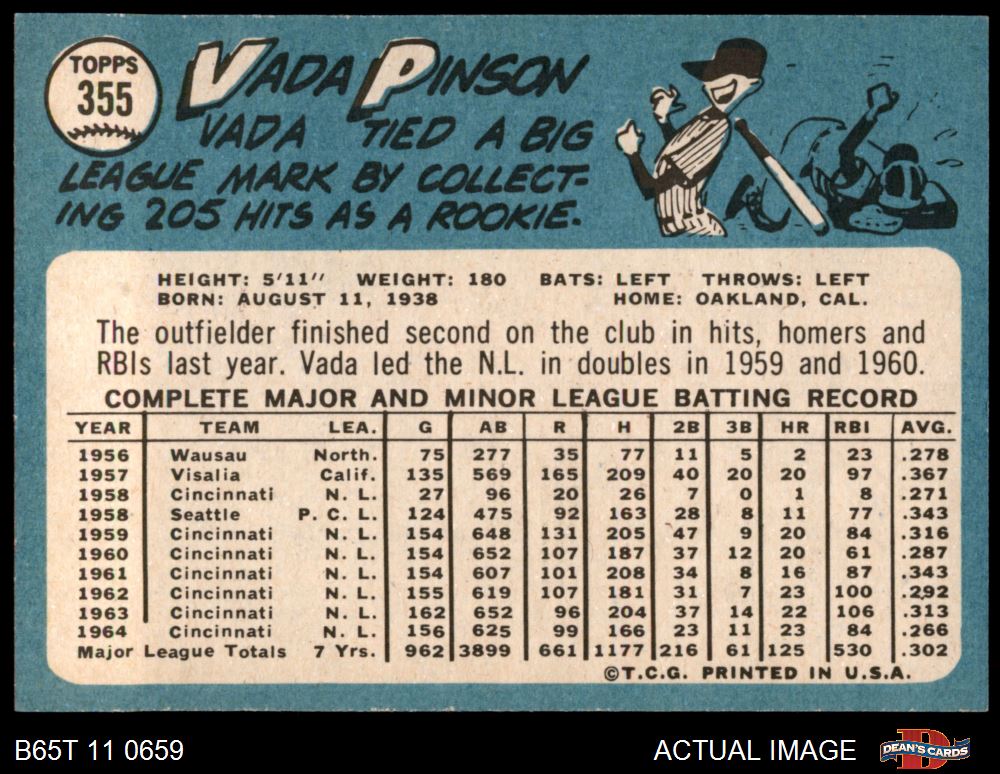 TOPPS
355
VADA PINSON
VADA TIED A BIG
LEAGUE MARK BY COLLECT-
ING 205 HITS AS A ROOKIE.
HEIGHT: 5'11" WEIGHT: 180 BATS: LEFT THROWS: LEFT
BORN: AUGUST 11, 1938 HOME: OAKLAND, CAL.
The outfielder finished second on the club in hits, homers and
RBIs last year. Vada led the N.L. in doubles in 1959 and 1960.
COMPLETE MAJOR AND MINOR LEAGUE BATTING RECORD
YEAR TEAM LEA. G AB R H 2B 3B HR RBI AVG.
1956 Wausau North. 75 277 35 77 11 5 2 23 .278
1957 Visalia Calif. 135 569 165 209 40 20 20 97 .367
1958 Cincinnati N. L. 27 96 20 26 7 0 1 8 .271
1958 Seattle P. C. L. 124 475 92 163 28 8 11 77 .343
1959 Cincinnati N. L. 154 648 131 205 47 9 20 84 .316
1960 Cincinnati N. L. 154 652 107 187 37 12 20 61 .287
1961 Cincinnati N. L. 154 607 101 208 34 8 16 87 .343
1962 Cincinnati N. L. 155 619 107 181 31 7 23 100 .292
1963 Cincinnati N. L. 162 652 96 204 37 14 22 106 .313
1964 Cincinnati N. L. 156 625 99 166 23 11 23 84 .266
Major League Totals 7 Yrs. 962 3899 661 1177 216 61 125 530 .302
©T.C.G. PRINTED IN U.S.A.
B65T 11 0659 ACTUAL IMAGE DEAN'S CARDS